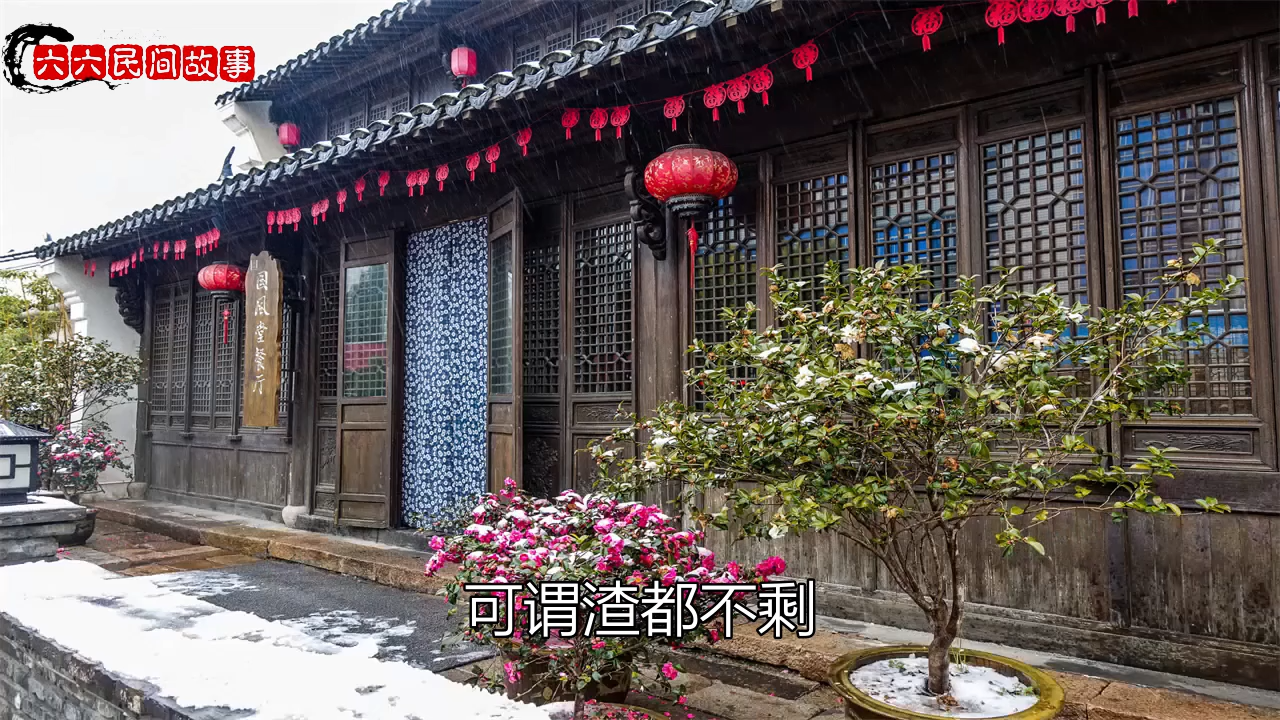 六六民间故事
国风堂餐厅
可谓渣都不剩